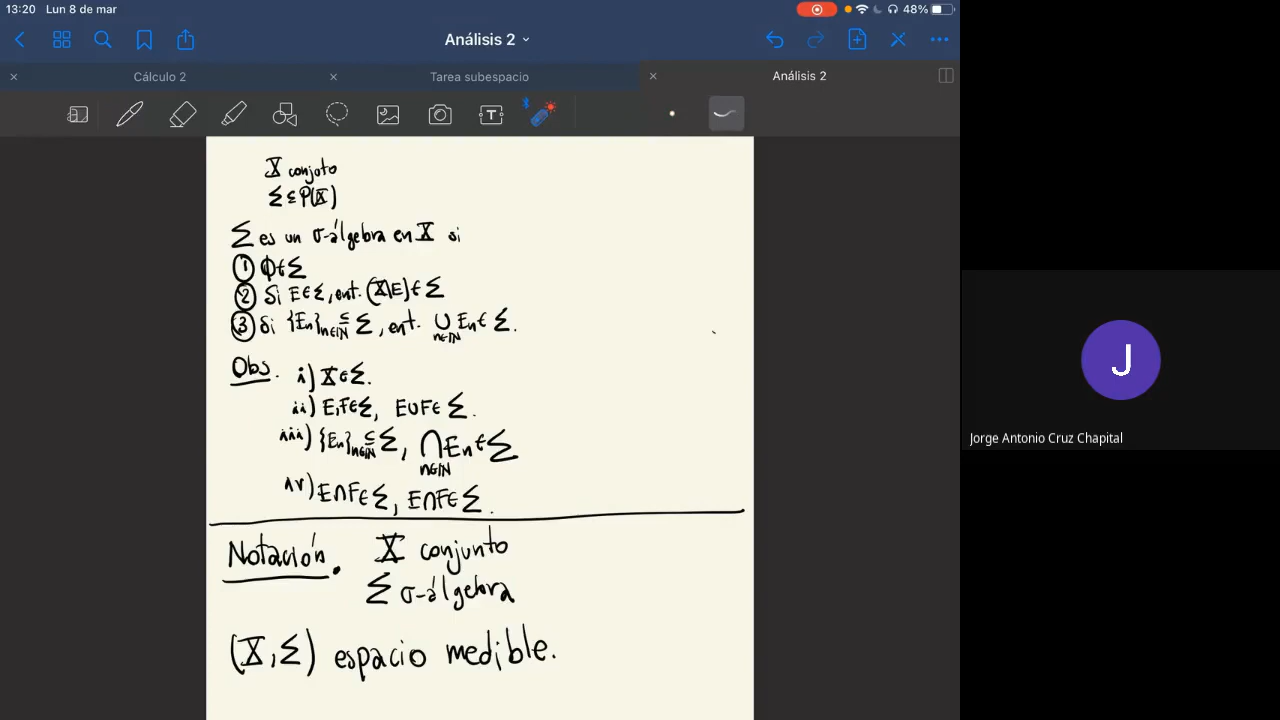 13:20 Lun 8 de mar
48%
Análisis 2
Cálculo 2
Tarea subespacio
Análisis 2
T
X conjoto
Σ ⊆ P(X)
Σ es un σ-álgebra en X si
① ∅∈Σ
② Si E∈Σ, ent. (X\E)∈Σ
③ Si {En}n∈ℕ ⊆ Σ, ent. ∪n∈ℕ En ∈ Σ.
Obs. i) X∈Σ.
ii) E,F∈Σ, E∪F∈Σ.
iii) {En}n∈ℕ ⊆ Σ, ⋂n∈ℕ En∈Σ
iv) E∩F∈Σ, E∩F∈Σ.
Notación. X conjunto
Σ σ-álgebra
(X,Σ) espacio medible.
J
Jorge Antonio Cruz Chapital